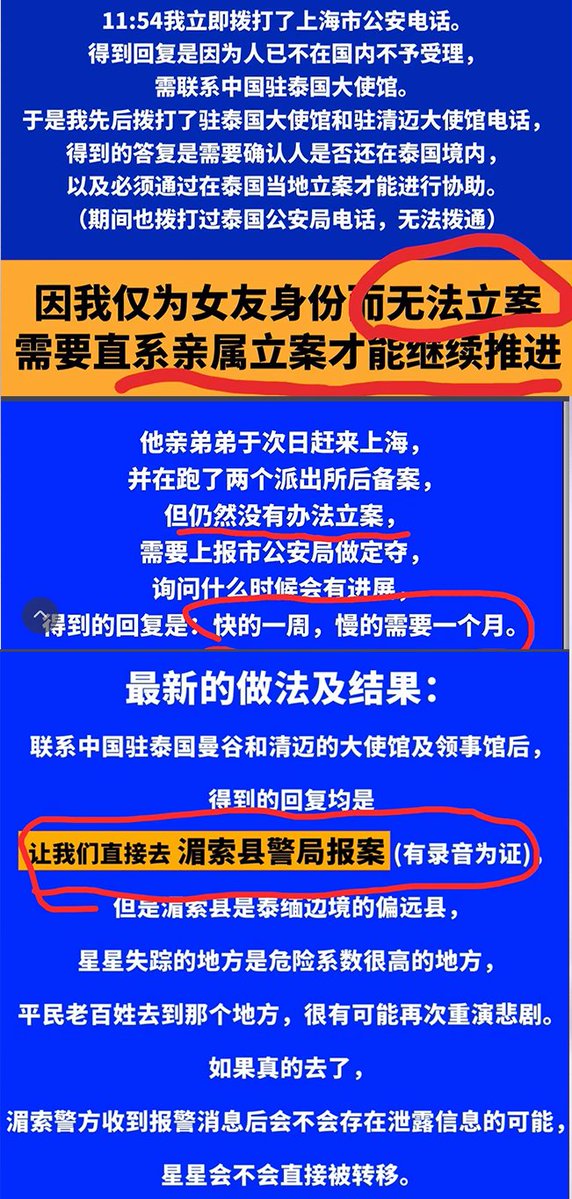 11:54我立即拨打了上海市公安电话。
得到回复是因为人已不在国内不予受理，
需联系中国驻泰国大使馆。
于是我先后拨打了驻泰国大使馆和驻清迈大使馆电话，
得到的答复是需要确认人是否还在泰国境内，
以及必须通过在泰国当地立案才能进行协助。
（期间也拨打过泰国公安局电话，无法拨通）
因我仅为女友身份而无法立案
需要直系亲属立案才能继续推进
他亲弟弟于次日赶来上海，
并在跑了两个派出所后备案，
但仍然没有办法立案，
需要上报市公安局做定夺，
询问什么时候会有进展，
得到的回复是：快的一周，慢的需要一个月。
最新的做法及结果：
联系中国驻泰国曼谷和清迈的大使馆及领事馆后，
得到的回复均是
让我们直接去 湄索县警局报案 (有录音为证)，
但是湄索县是泰缅边境的偏远县，
星星失踪的地方是危险系数很高的地方，
平民老百姓去到那个地方，很有可能再次重演悲剧。
如果真的去了，
湄索警方收到报警消息后会不会存在泄露信息的可能，
星星会不会直接被转移。